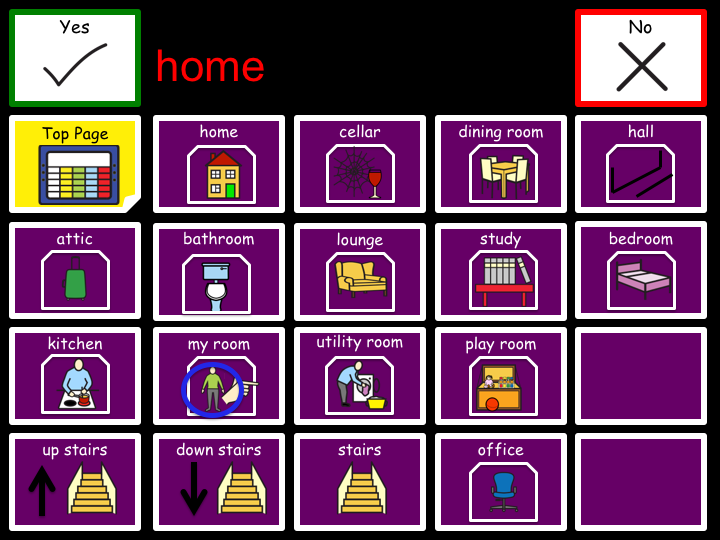 Yes
home
No
Top Page
home
cellar
dining room
hall
attic
bathroom
lounge
study
bedroom
kitchen
my room
utility room
play room
up stairs
down stairs
stairs
office